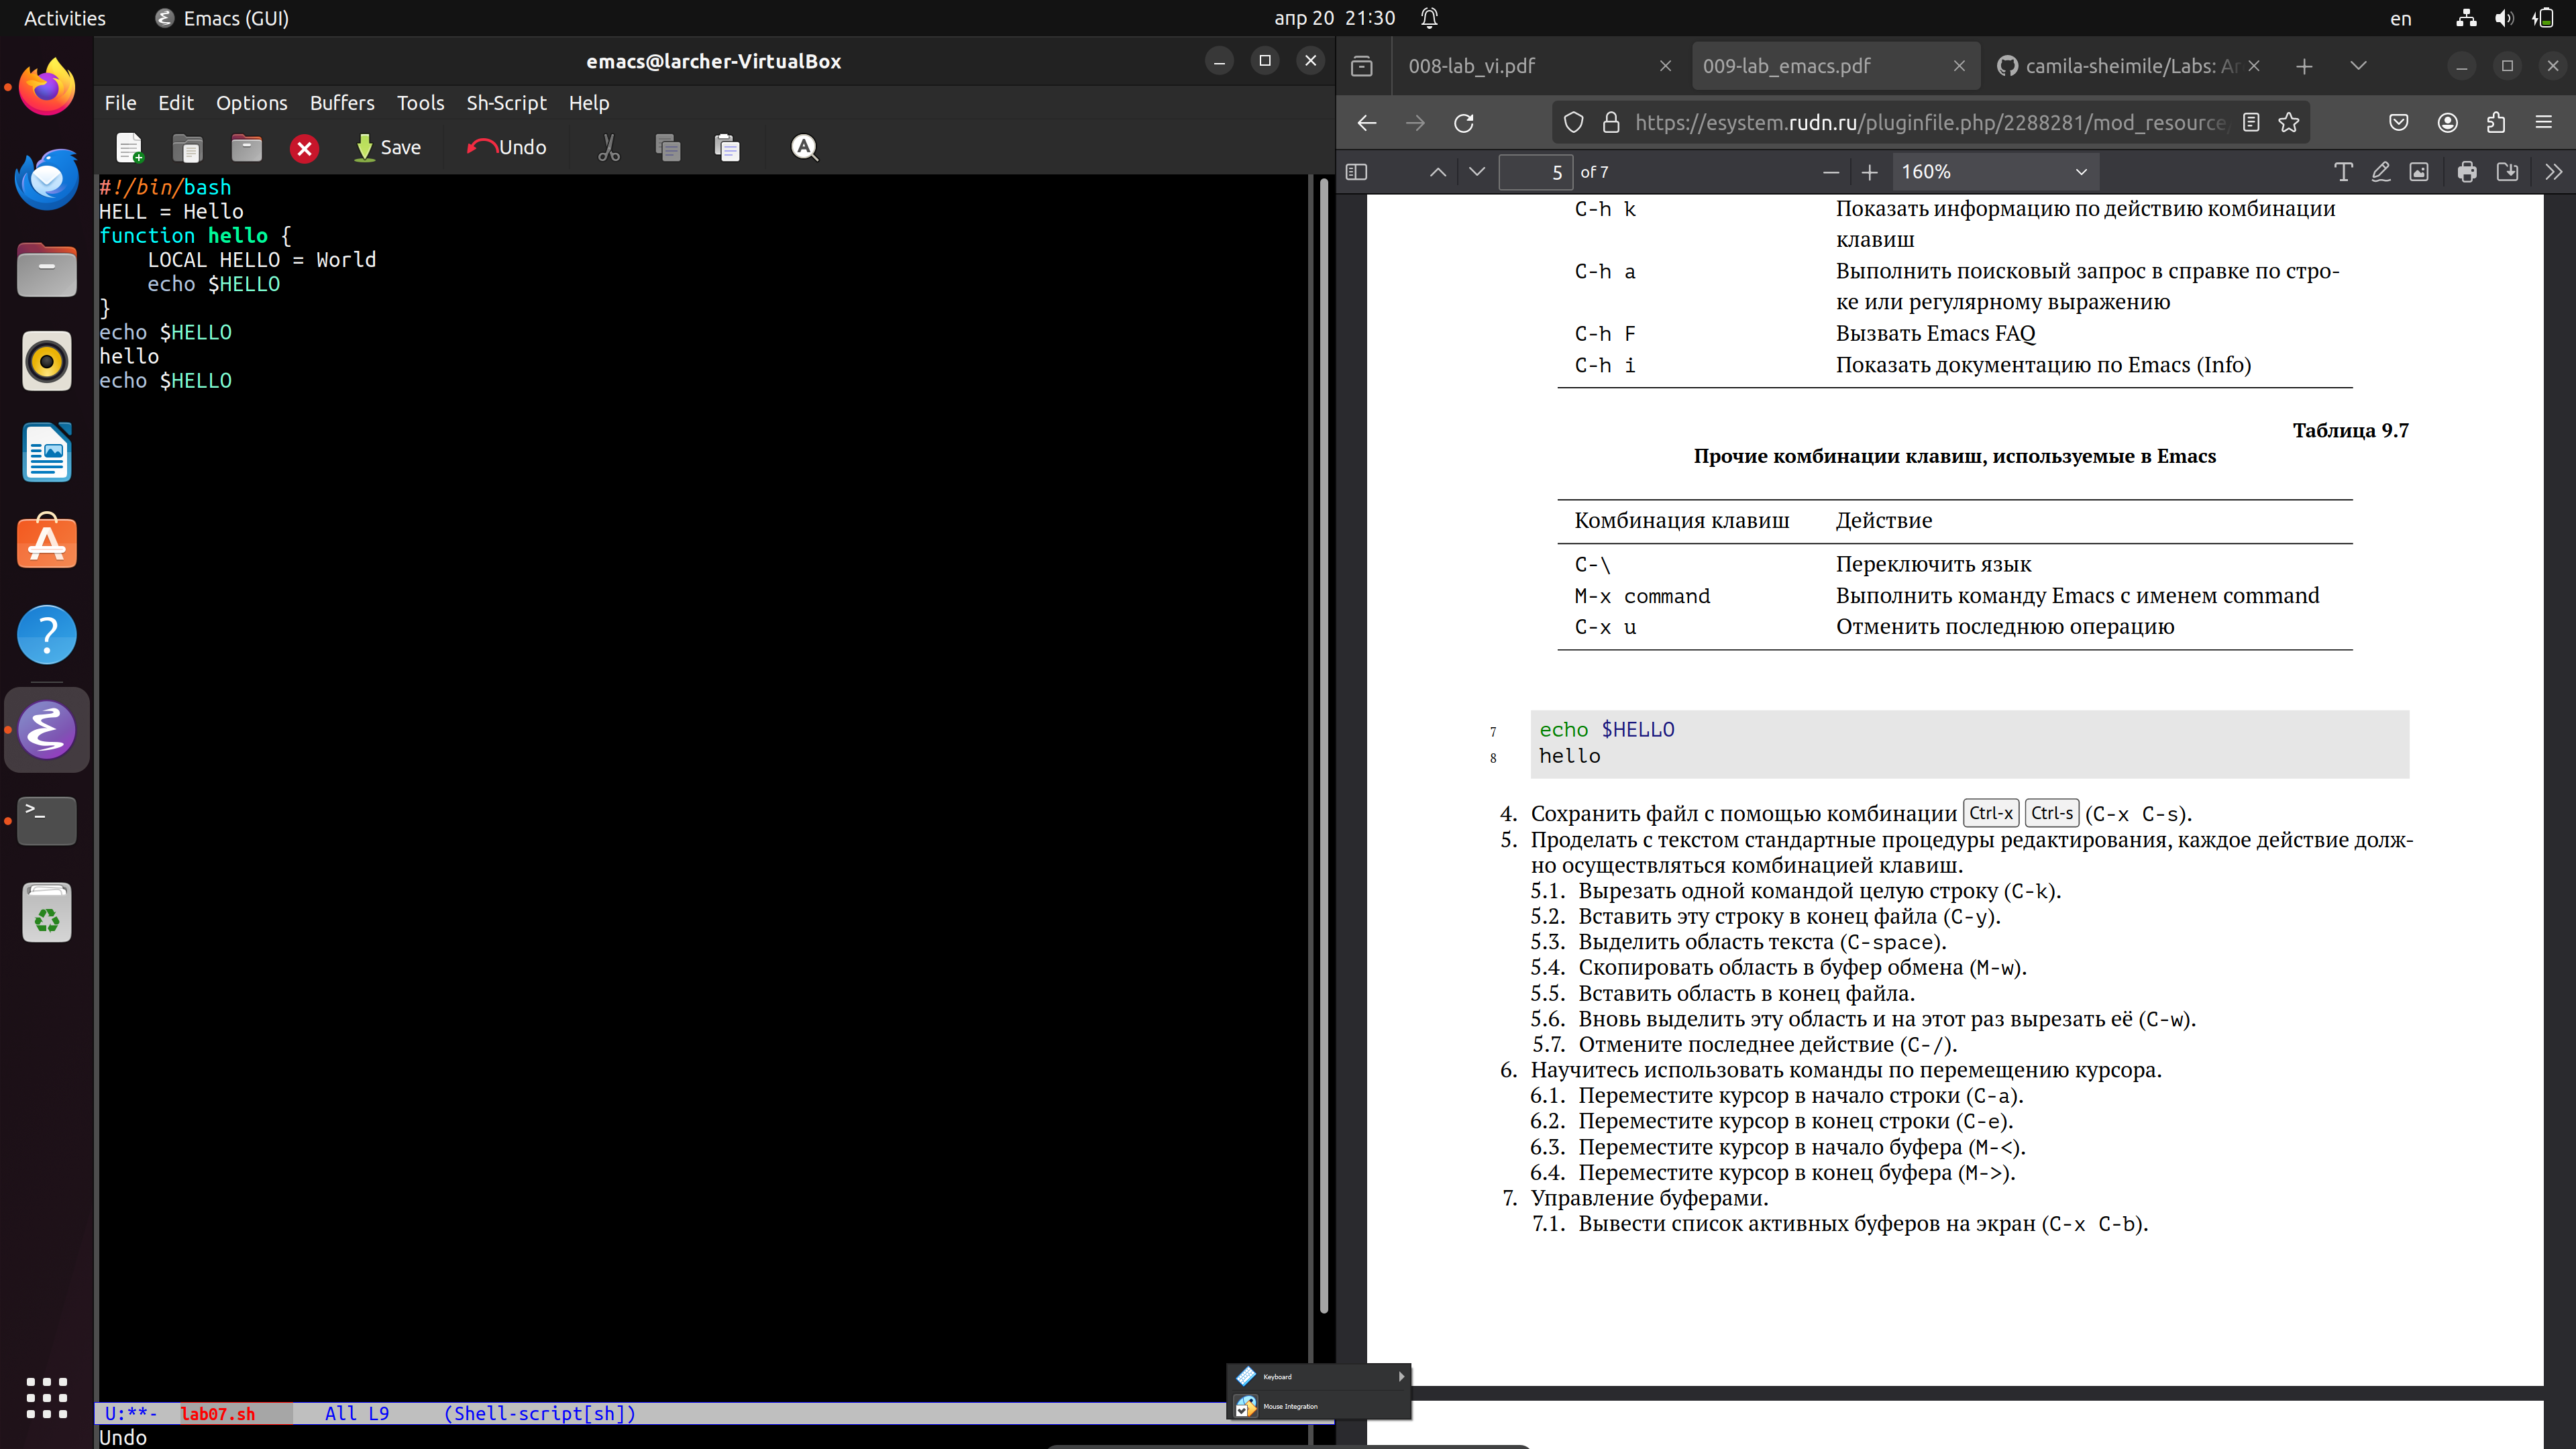 Activities
Emacs (GUI)
апр 20 21:30
en
emacs@larcher-VirtualBox
File Edit Options Buffers Tools Sh-Script Help
Save
Undo
#!/bin/bash
HELL = Hello
function hello {
LOCAL HELLO = World
echo $HELLO
}
echo $HELLO
hello
echo $HELLO
U:**- lab07.sh All L9 (Shell-script[sh])
Undo
Keyboard
Mouse Integration
008-lab_vi.pdf
009-lab_emacs.pdf
camila-sheimile/Labs: Ar
https://esystem.rudn.ru/pluginfile.php/2288281/mod_resource/
5 of 7
160%
C-h k Показать информацию по действию комбинации
клавиш
C-h a Выполнить поисковый запрос в справке по стро-
ке или регулярному выражению
C-h F Вызвать Emacs FAQ
C-h i Показать документацию по Emacs (Info)
Таблица 9.7
Прочие комбинации клавиш, используемые в Emacs
Комбинация клавиш Действие
C-\ Переключить язык
M-x command Выполнить команду Emacs с именем command
C-x u Отменить последнюю операцию
7 echo $HELLO
8 hello
4. Сохранить файл с помощью комбинации Ctrl-x Ctrl-s (C-x C-s).
5. Проделать с текстом стандартные процедуры редактирования, каждое действие долж-
но осуществляться комбинацией клавиш.
5.1. Вырезать одной командой целую строку (C-k).
5.2. Вставить эту строку в конец файла (C-y).
5.3. Выделить область текста (C-space).
5.4. Скопировать область в буфер обмена (M-w).
5.5. Вставить область в конец файла.
5.6. Вновь выделить эту область и на этот раз вырезать её (C-w).
5.7. Отмените последнее действие (C-/).
6. Научитесь использовать команды по перемещению курсора.
6.1. Переместите курсор в начало строки (C-a).
6.2. Переместите курсор в конец строки (C-e).
6.3. Переместите курсор в начало буфера (M-<).
6.4. Переместите курсор в конец буфера (M->).
7. Управление буферами.
7.1. Вывести список активных буферов на экран (C-x C-b).